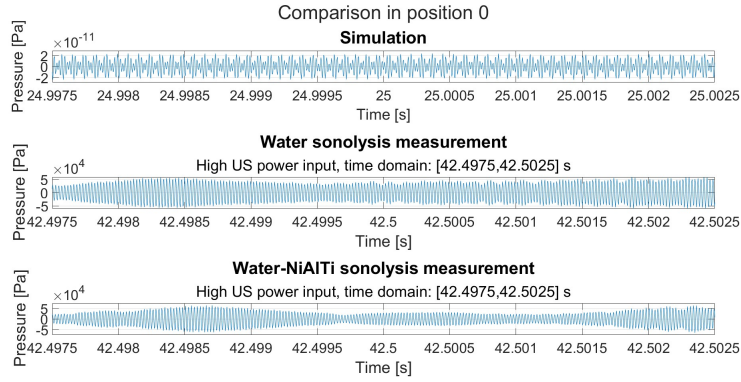 Comparison in position 0
Simulation
×10-11
Pressure [Pa]
2
0
-2
24.9975 24.998 24.9985 24.999 24.9995 25 25.0005 25.001 25.0015 25.002 25.0025
Time [s]
Water sonolysis measurement
High US power input, time domain: [42.4975,42.5025] s
×10 4
Pressure [Pa]
5
0
-5
42.4975 42.498 42.4985 42.499 42.4995 42.5 42.5005 42.501 42.5015 42.502 42.5025
Time [s]
Water-NiAlTi sonolysis measurement
High US power input, time domain: [42.4975,42.5025] s
×10 4
Pressure [Pa]
5
0
-5
42.4975 42.498 42.4985 42.499 42.4995 42.5 42.5005 42.501 42.5015 42.502 42.5025
Time [s]